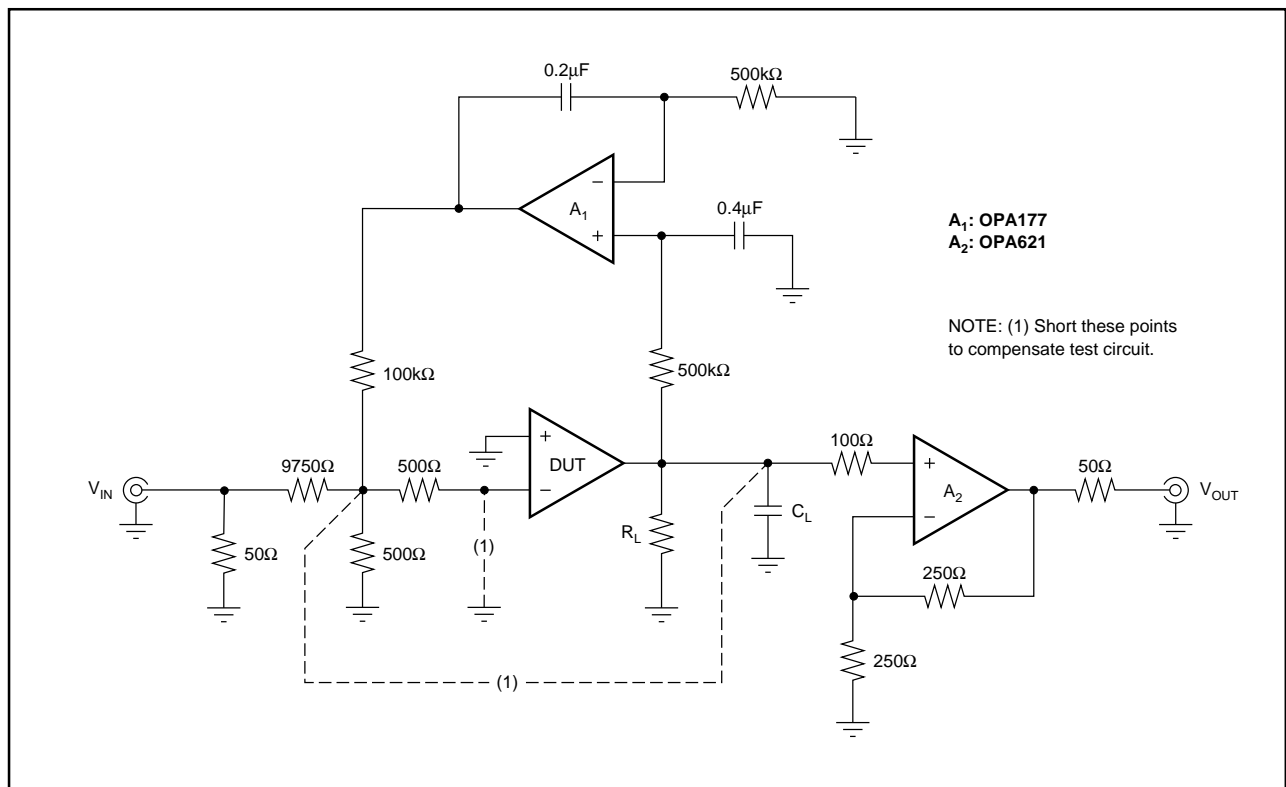 0.2µF
500kΩ
−
A1
+
0.4µF
A1: OPA177
A2: OPA621
NOTE: (1) Short these points
to compensate test circuit.
100kΩ
500kΩ
+
DUT
−
100Ω
+
A2
−
50Ω
VOUT
VIN
9750Ω
500Ω
50Ω
500Ω
(1)
RL
CL
250Ω
250Ω
(1)